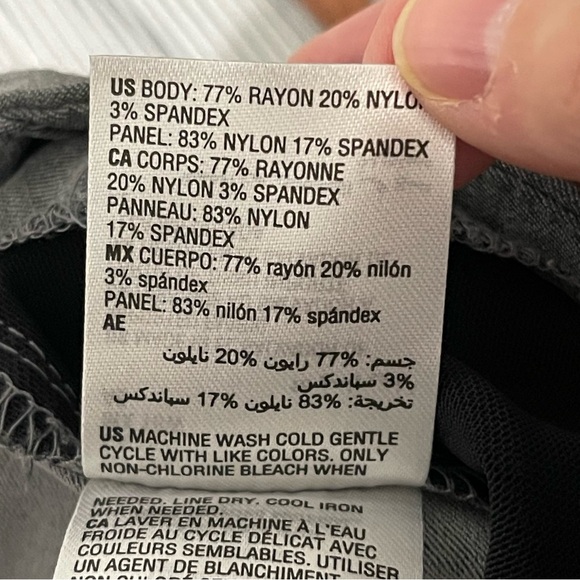 US BODY: 77% RAYON 20% NYLO
3% SPANDEX
PANEL: 83% NYLON 17% SPANDEX
CA CORPS: 77% RAYONNE
20% NYLON 3% SPANDEX
PANNEAU: 83% NYLON
17% SPANDEX
MX CUERPO: 77% rayón 20% nilón
3% spándex
PANEL: 83% nilón 17% spándex
AE
جسم: 77% رايون 20% نايلون
3% سباندكس
تخريجة: 83% نايلون 17% سباندكس
US MACHINE WASH COLD GENTLE
CYCLE WITH LIKE COLORS. ONLY
NON-CHLORINE BLEACH WHEN
NEEDED. LINE DRY. COOL IRON
WHEN NEEDED.
CA LAVER EN MACHINE À L'EAU
FROIDE AU CYCLE DÉLICAT AVEC
COULEURS SEMBLABLES. UTILISER
UN AGENT DE BLANCHIMENT